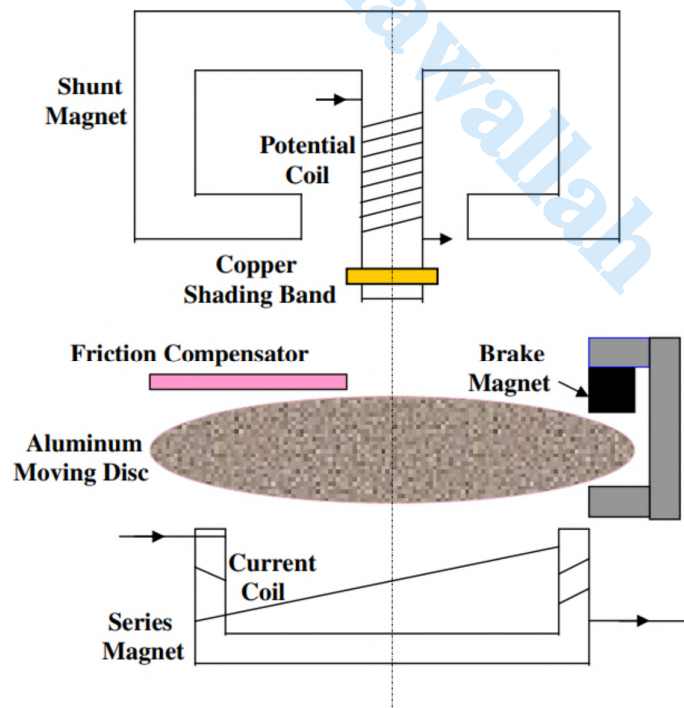 Shunt
Magnet
Potential
Coil
Copper
Shading Band
Friction Compensator
Brake
Magnet
Aluminum
Moving Disc
Current
Coil
Series
Magnet